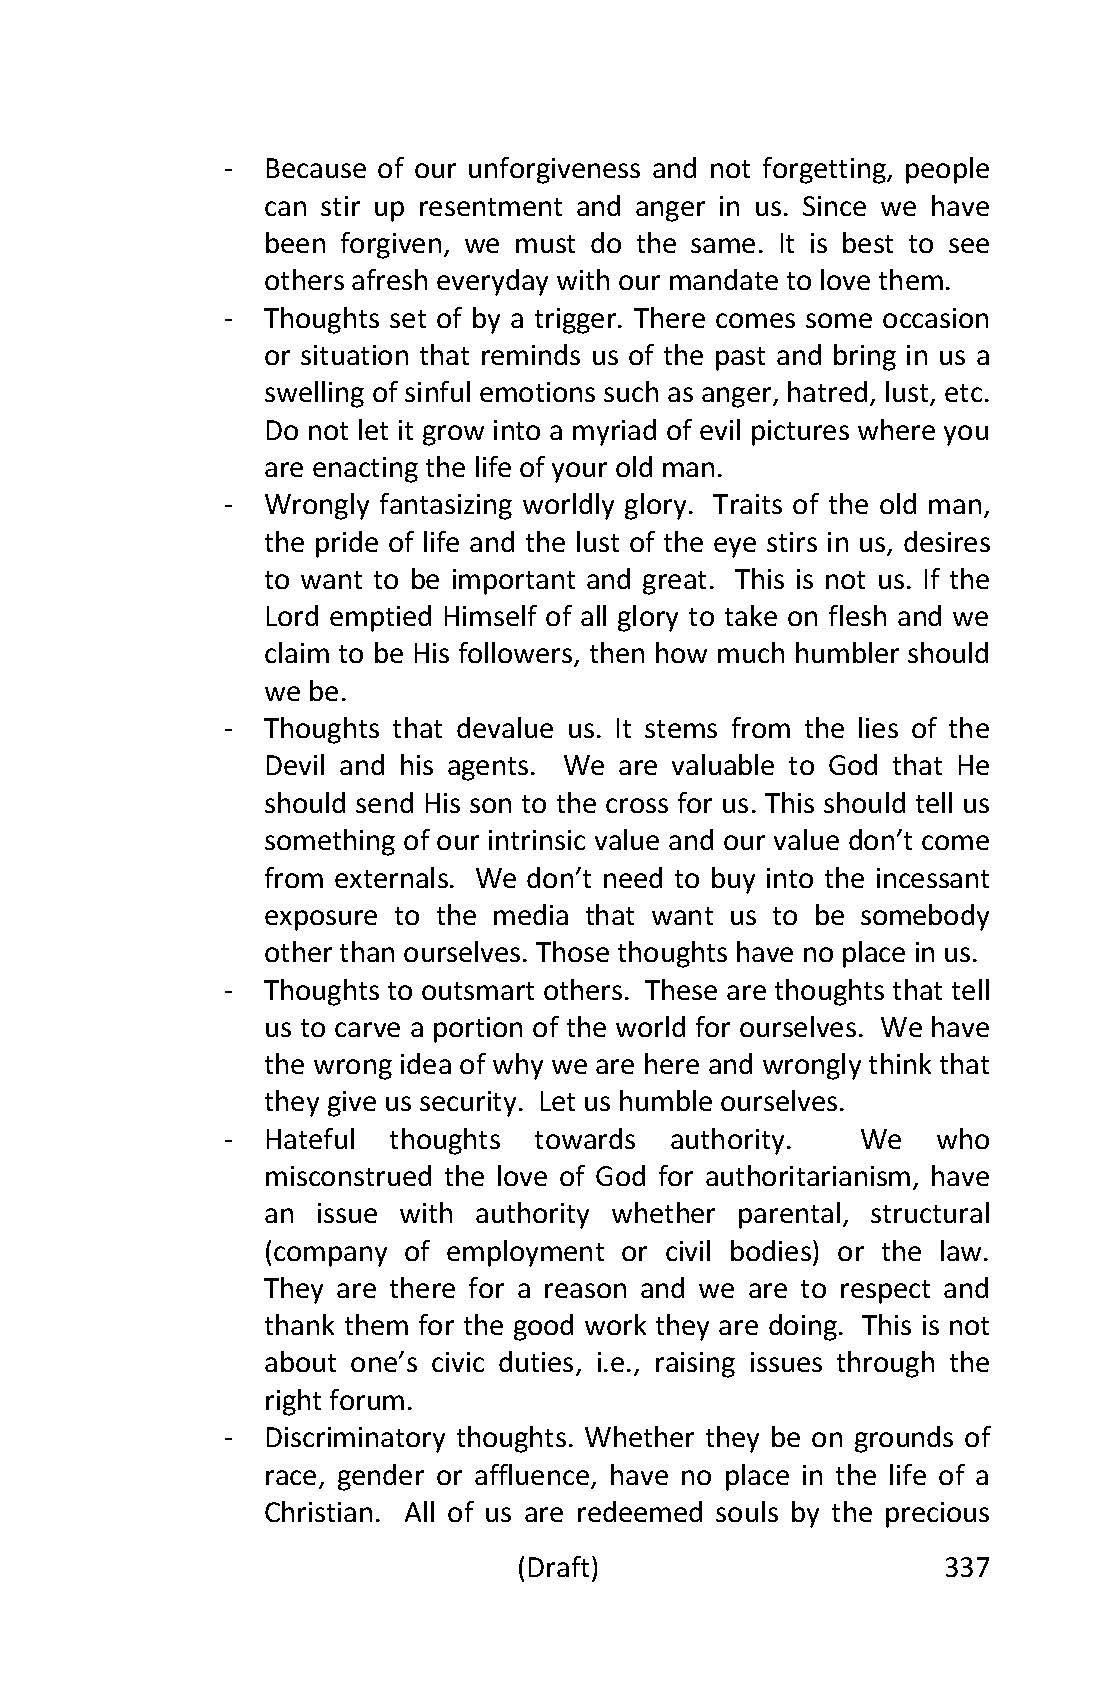 - Because of our unforgiveness and not forgetting, people
can stir up resentment and anger in us. Since we have
been forgiven, we must do the same. It is best to see
others afresh everyday with our mandate to love them.
- Thoughts set of by a trigger. There comes some occasion
or situation that reminds us of the past and bring in us a
swelling of sinful emotions such as anger, hatred, lust, etc.
Do not let it grow into a myriad of evil pictures where you
are enacting the life of your old man.
- Wrongly fantasizing worldly glory.  Traits of the old man,
the pride of life and the lust of the eye stirs in us, desires
to want to be important and great.  This is not us. If the
Lord emptied Himself of all glory to take on flesh and we
claim to be His followers, then how much humbler should
we be.
- Thoughts that devalue us. It stems from the lies of the
Devil and his agents.  We are valuable to God that He
should send His son to the cross for us. This should tell us
something of our intrinsic value and our value don’t come
from externals.  We don’t need to buy into the incessant
exposure to the media that want us to be somebody
other than ourselves. Those thoughts have no place in us.
- Thoughts to outsmart others.  These are thoughts that tell
us to carve a portion of the world for ourselves.  We have
the wrong idea of why we are here and wrongly think that
they give us security.  Let us humble ourselves.
- Hateful thoughts towards authority.  We who
misconstrued the love of God for authoritarianism, have
an issue with authority whether parental, structural
(company of employment or civil bodies) or the law.
They are there for a reason and we are to respect and
thank them for the good work they are doing.  This is not
about one’s civic duties, i.e., raising issues through the
right forum.
- Discriminatory thoughts. Whether they be on grounds of
race, gender or affluence, have no place in the life of a
Christian.  All of us are redeemed souls by the precious
(Draft) 337